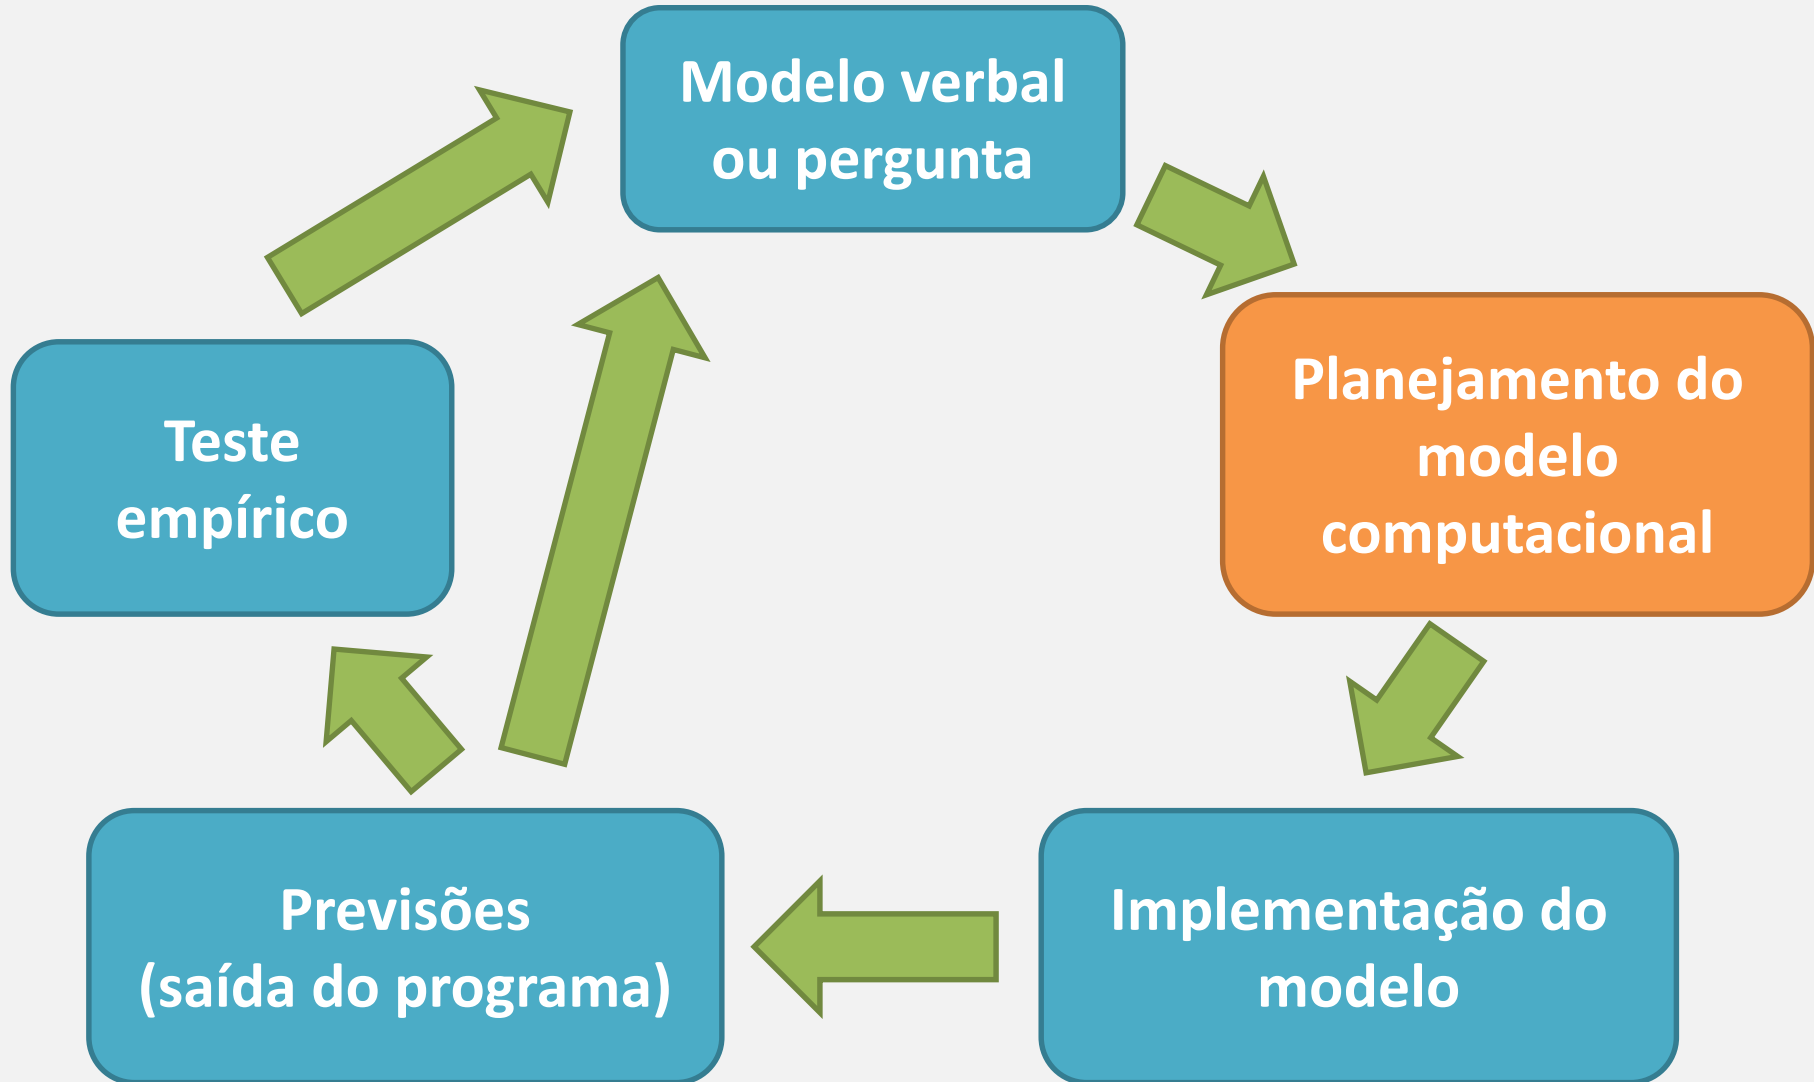 Modelo verbal
ou pergunta
Planejamento do
modelo
computacional
Implementação do
modelo
Previsões
(saída do programa)
Teste
empírico